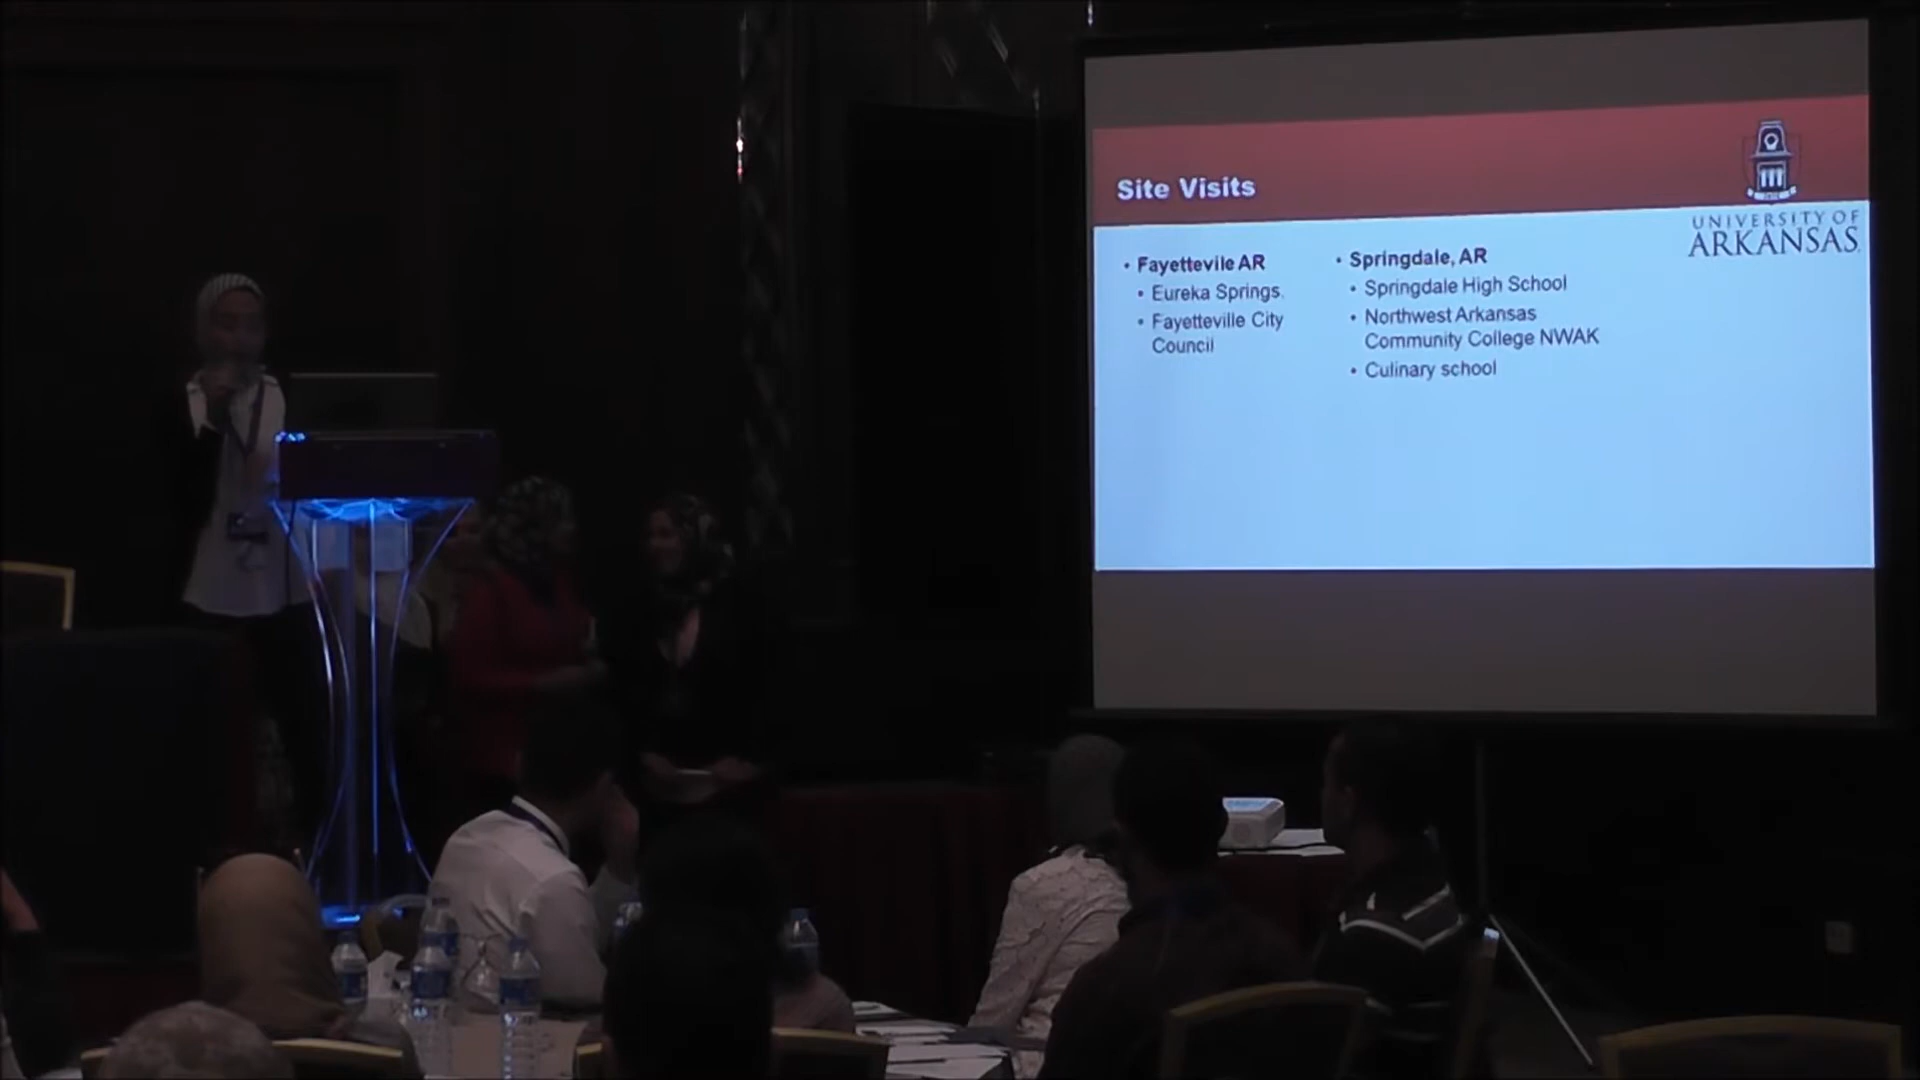 Site Visits
UNIVERSITY OF
ARKANSAS
• Fayettevile AR
• Eureka Springs.
• Fayetteville City
Council
• Springdale, AR
• Springdale High School
• Northwest Arkansas
Community College NWAK
• Culinary school